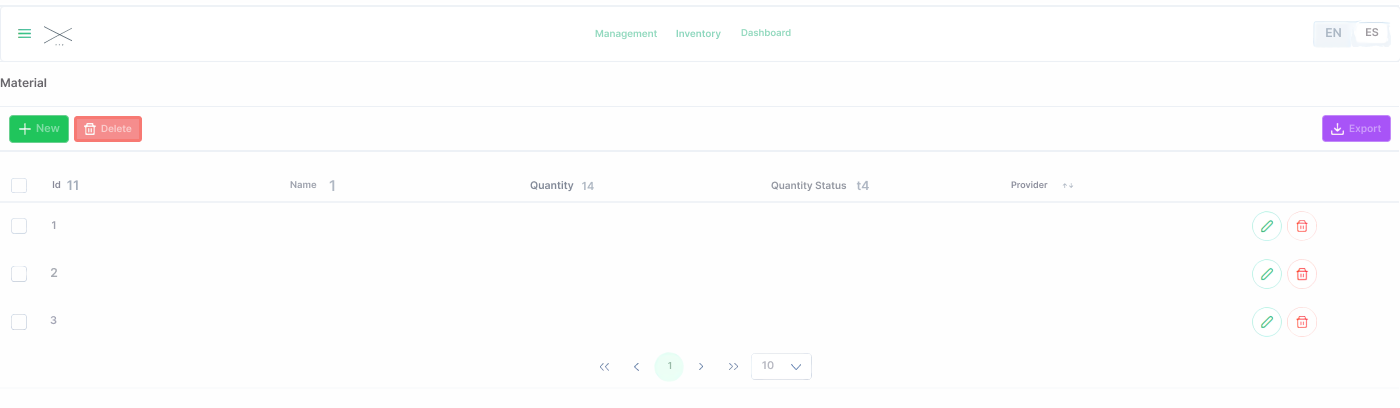 Management Inventory Dashboard EN ES
Material
New Delete Export
Id 11 Name 1 Quantity 14 Quantity Status t4 Provider ↑↓
1
2
3
<< < 1 > >> 10